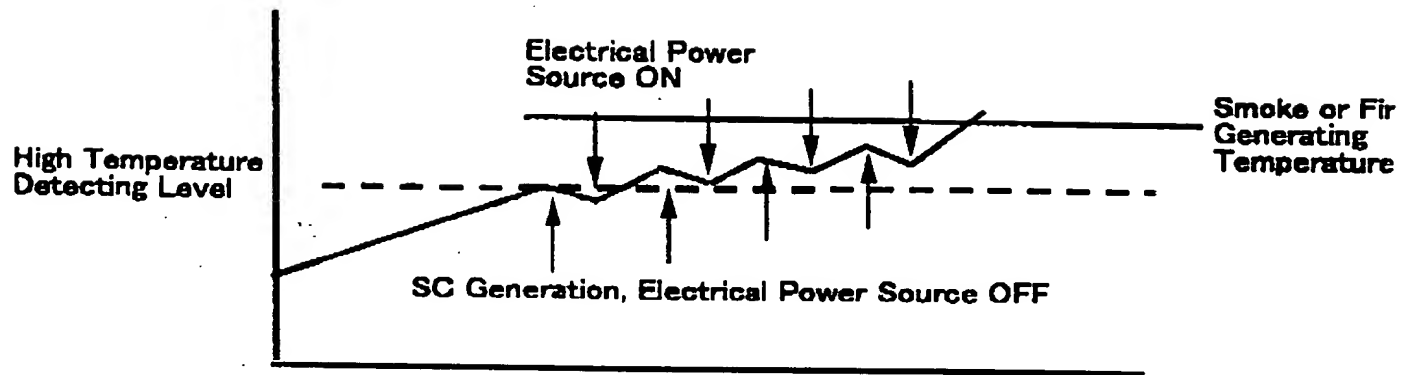 Electrical Power
Source ON
Smoke or Fir
Generating
Temperature
High Temperature
Detecting Level
SC Generation, Electrical Power Source OFF